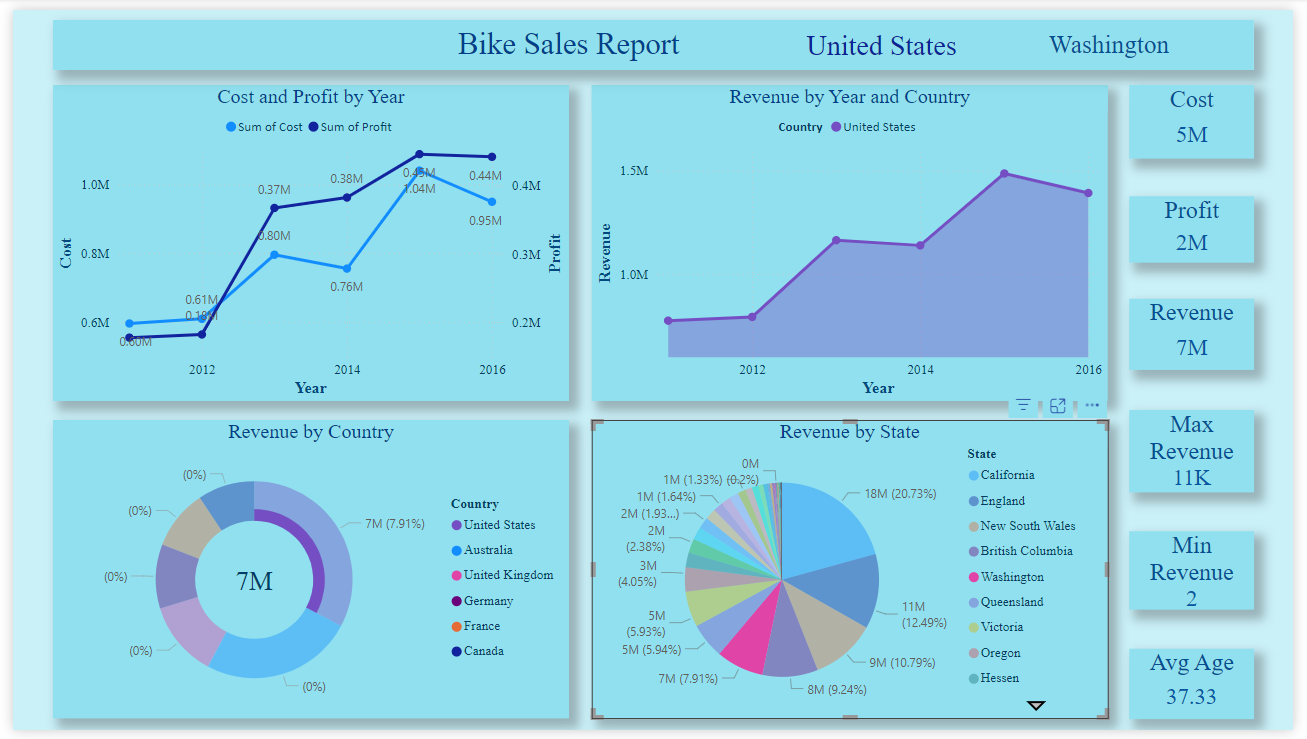 Bike Sales Report United States Washington
Cost and Profit by Year
Sum of Cost Sum of Profit
1.0M
0.8M
0.6M
Cost
0.4M
0.3M
0.2M
Profit
0.37M
0.38M
0.45M
1.04M
0.44M
0.95M
0.80M
0.76M
0.61M
0.60M
2012 2014 2016
Year
Revenue by Year and Country
Country United States
1.5M
1.0M
Revenue
2012 2014 2016
Year
Cost
5M
Profit
2M
Revenue
7M
Max
Revenue
11K
Min
Revenue
2
Avg Age
37.33
Revenue by Country
(0%)
(0%)
(0%)
(0%)
(0%)
7M (7.91%)
7M
Country
United States
Australia
United Kingdom
Germany
France
Canada
Revenue by State
0M
(0.2%)
1M (1.33%)
1M (1.64%)
2M (1.93...)
2M
(2.38%)
3M
(4.05%)
5M
(5.93%)
5M (5.94%)
7M (7.91%)
8M (9.24%)
9M (10.79%)
11M
(12.49%)
18M (20.73%)
State
California
England
New South Wales
British Columbia
Washington
Queensland
Victoria
Oregon
Hessen